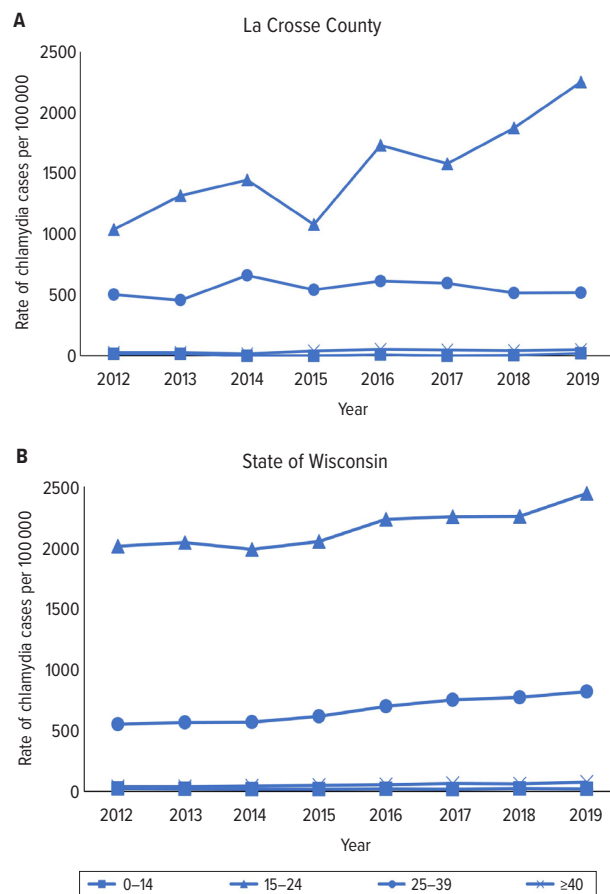 A
La Crosse County
Rate of chlamydia cases per 100 000
2500
2000
1500
1000
500
0
2012 2013 2014 2015 2016 2017 2018 2019
Year
B
State of Wisconsin
Rate of chlamydia cases per 100 000
2500
2000
1500
1000
500
0
2012 2013 2014 2015 2016 2017 2018 2019
Year
0–14 15–24 25–39 ≥40